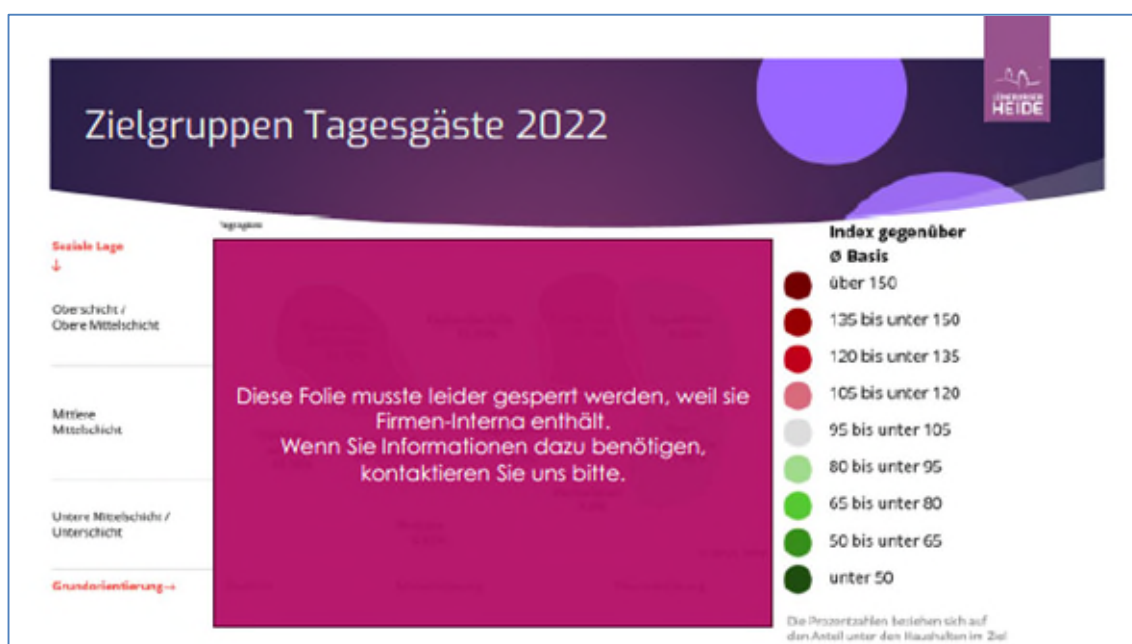 LÜNEBURGER
HEIDE
Zielgruppen Tagesgäste 2022
Tagesgäste
Soziale Lage
↓
Oberschicht /
Obere Mittelschicht
Mittlere
Mittelschicht
Untere Mittelschicht /
Unterschicht
Grundorientierung→
Diese Folie musste leider gesperrt werden, weil sie
Firmen-Interna enthält.
Wenn Sie Informationen dazu benötigen,
kontaktieren Sie uns bitte.
Index gegenüber
Ø Basis
über 150
135 bis unter 150
120 bis unter 135
105 bis unter 120
95 bis unter 105
80 bis unter 95
65 bis unter 80
50 bis unter 65
unter 50
Die Prozentzahlen beziehen sich auf
den Anteil unter den Haushalten im Ziel